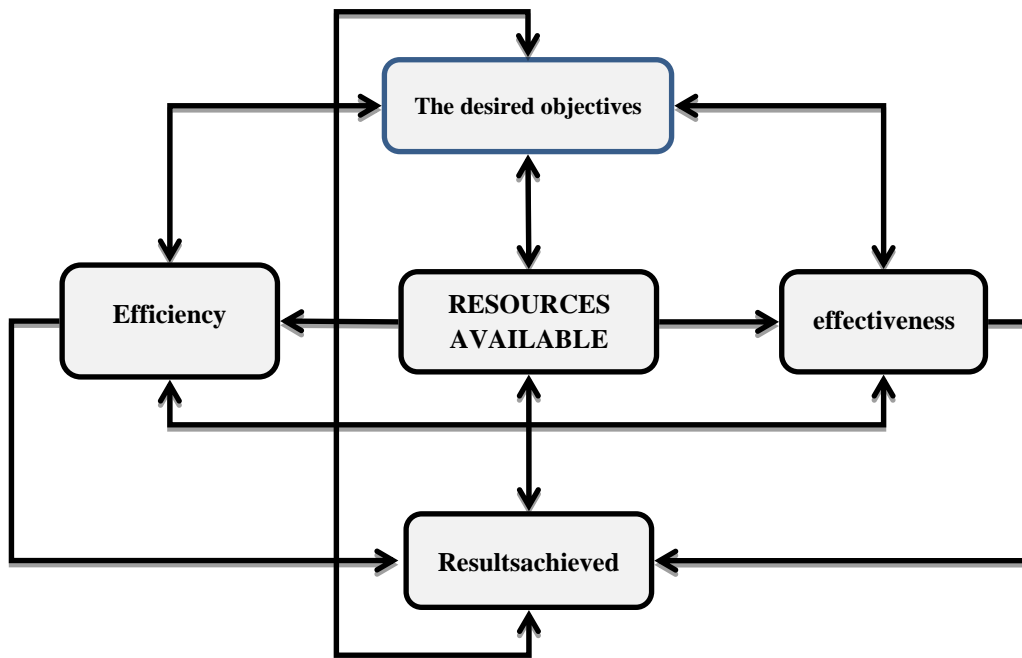 The desired objectives
Efficiency
RESOURCES
AVAILABLE
effectiveness
Resultsachieved